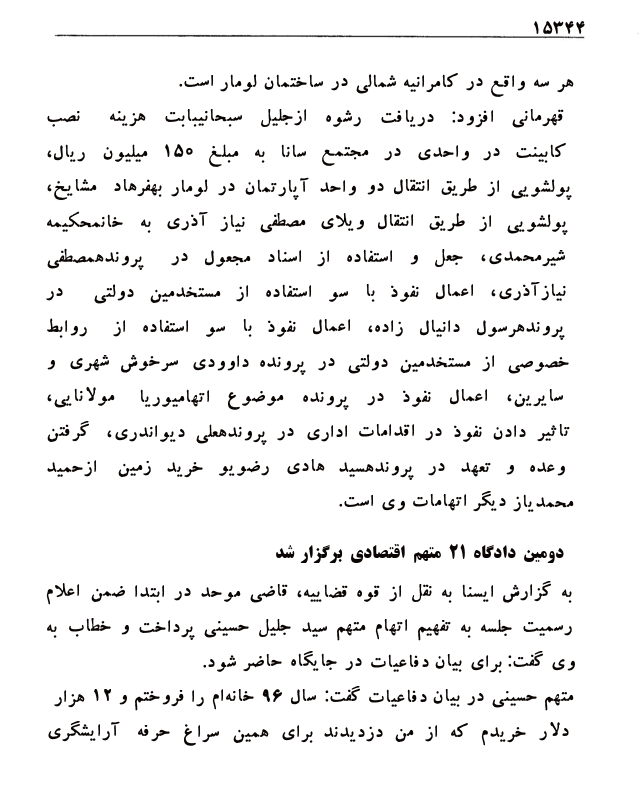 ۱۵۳۴۴
هر سه واقع در کامرانیه شمالی در ساختمان لومار است.
قهرمانی افزود: دریافت رشوه ازجلیل سبحانیبابت هزینه نصب
کابینت در واحدی در مجتمع سانا به مبلغ ۱۵۰ میلیون ریال،
پولشویی از طریق انتقال دو واحد آپارتمان در لومار بهفرهاد مشایخ،
پولشویی از طریق انتقال ویلای مصطفی نیاز آذری به خانمحکیمه
شیرمحمدی، جعل و استفاده از اسناد مجعول در پروندهمصطفی
نیازآذری، اعمال نفوذ با سو استفاده از مستخدمین دولتی در
پروندهرسول دانیال زاده، اعمال نفوذ با سو استفاده از روابط
خصوصی از مستخدمین دولتی در پرونده داوودی سرخوش شهری و
سایرین، اعمال نفوذ در پرونده موضوع اتهامیوریا مولانایی،
تاثیر دادن نفوذ در اقدامات اداری در پروندهعلی دیواندری، گرفتن
وعده و تعهد در پروندهسید هادی رضویو خرید زمین ازحمید
محمدیاز دیگر اتهامات وی است.
دومین دادگاه ۲۱ متهم اقتصادی برگزار شد
به گزارش ایسنا به نقل از قوه قضاییه، قاضی موحد در ابتدا ضمن اعلام
رسمیت جلسه به تفهیم اتهام متهم سید جلیل حسینی پرداخت و خطاب به
وی گفت: برای بیان دفاعیات در جایگاه حاضر شود.
متهم حسینی در بیان دفاعیات گفت: سال ۹۶ خانه‌ام را فروختم و ۱۲ هزار
دلار خریدم که از من دزدیدند برای همین سراغ حرفه آرایشگری